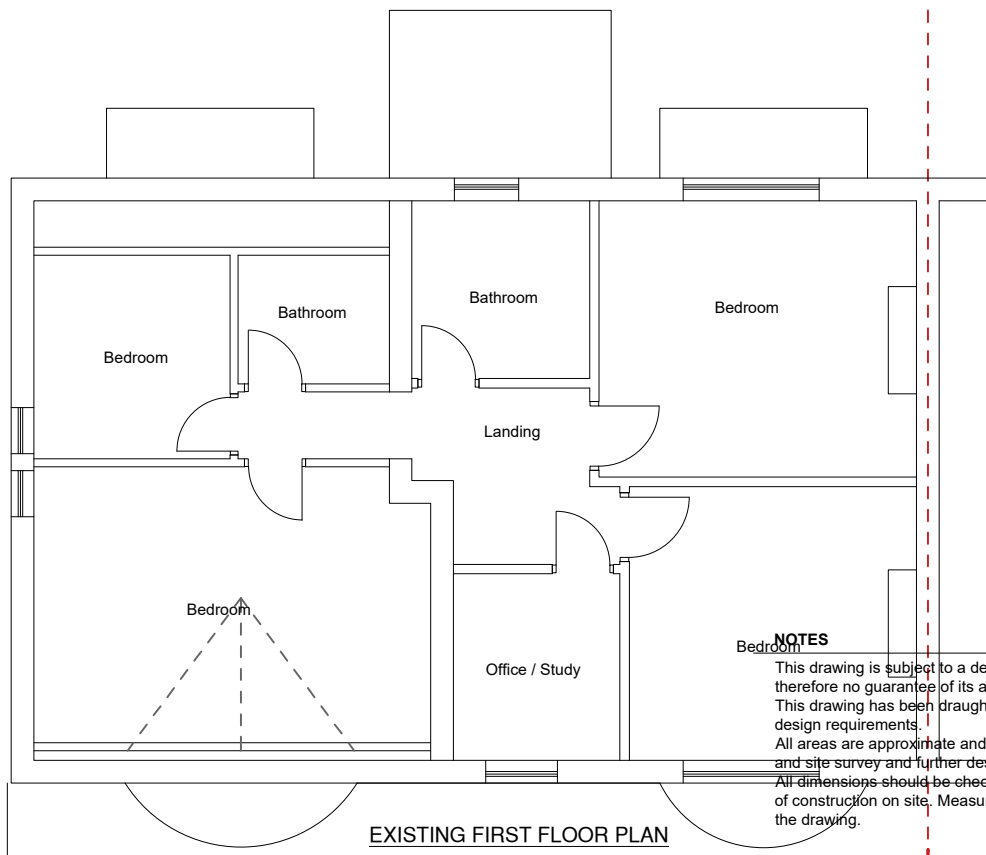 Bedroom
Bathroom
Bathroom
Bedroom
Landing
Bedroom
Office / Study
Bedroom
NOTES
This drawing is subject to a de
therefore no guarantee of its a
This drawing has been draugh
design requirements.
All areas are approximate and
and site survey and further des
All dimensions should be chec
of construction on site. Measu
the drawing.
EXISTING FIRST FLOOR PLAN